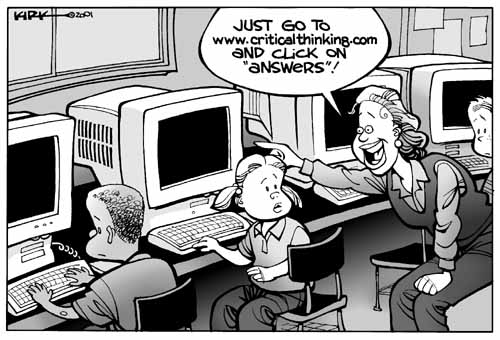 KIRK ©2001
JUST GO TO
www.criticalthinking.com
AND CLICK ON
"ANSWERS"!